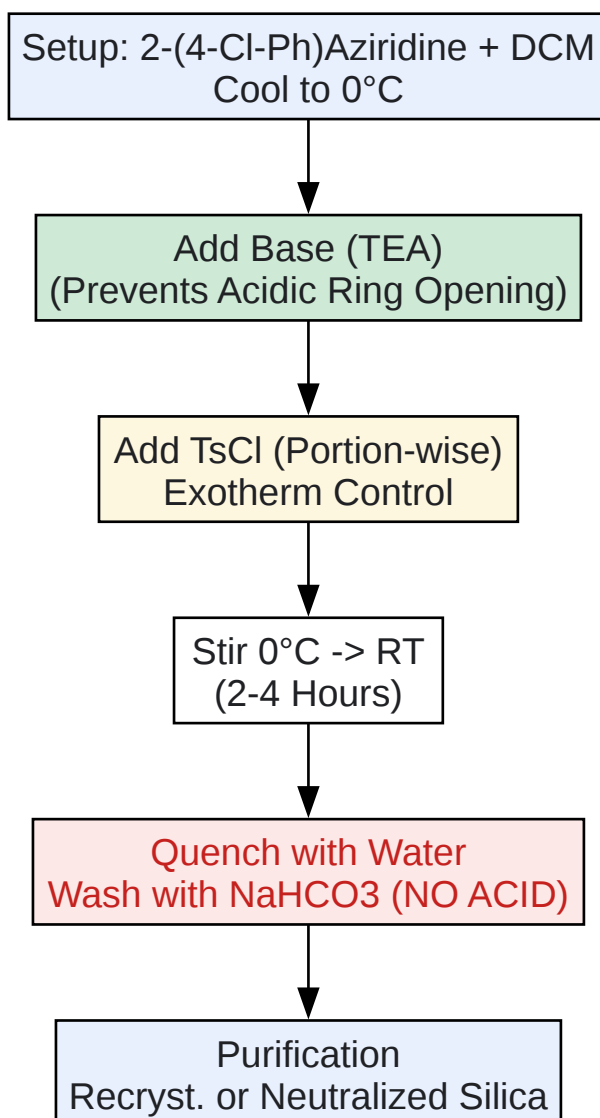 Setup: 2-(4-Cl-Ph)Aziridine + DCM
Cool to 0°C
Add Base (TEA)
(Prevents Acidic Ring Opening)
Add TsCl (Portion-wise)
Exotherm Control
Stir 0°C -> RT
(2-4 Hours)
Quench with Water
Wash with NaHCO3 (NO ACID)
Purification
Recryst. or Neutralized Silica